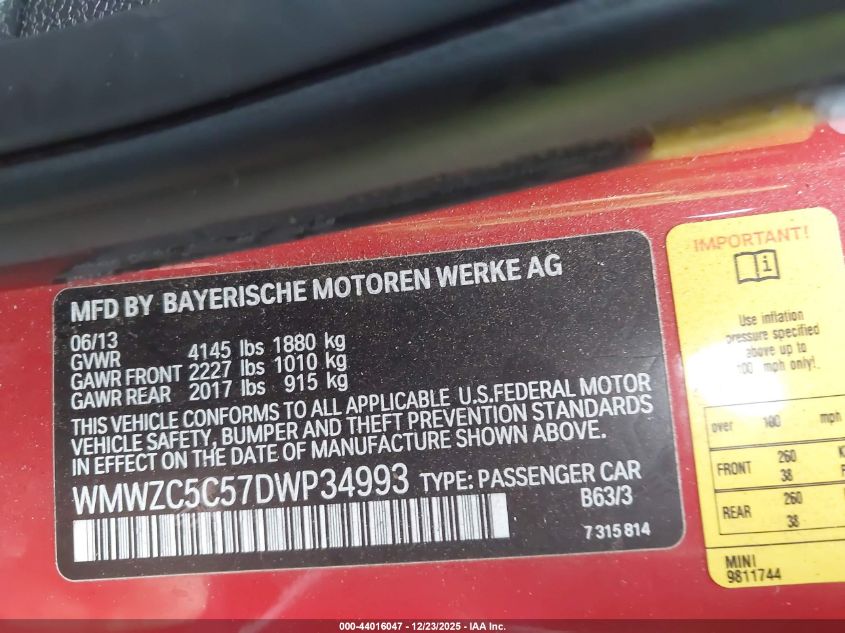 MFD BY BAYERISCHE MOTOREN WERKE AG
06/13
GVWR 4145 lbs 1880 kg
GAWR FRONT 2227 lbs 1010 kg
GAWR REAR 2017 lbs 915 kg
THIS VEHICLE CONFORMS TO ALL APPLICABLE U.S.FEDERAL MOTOR
VEHICLE SAFETY, BUMPER AND THEFT PREVENTION STANDARDS
IN EFFECT ON THE DATE OF MANUFACTURE SHOWN ABOVE.
WMWZC5C57DWP34993 TYPE: PASSENGER CAR
B63/3
7 315 814
IMPORTANT!
i
Use inflation
pressure specified
above up to
100 mph only!
over 100 mph
FRONT 260
38
REAR 260
38
MINI
9811744
000-44016047 - 12/23/2025 - IAA Inc.